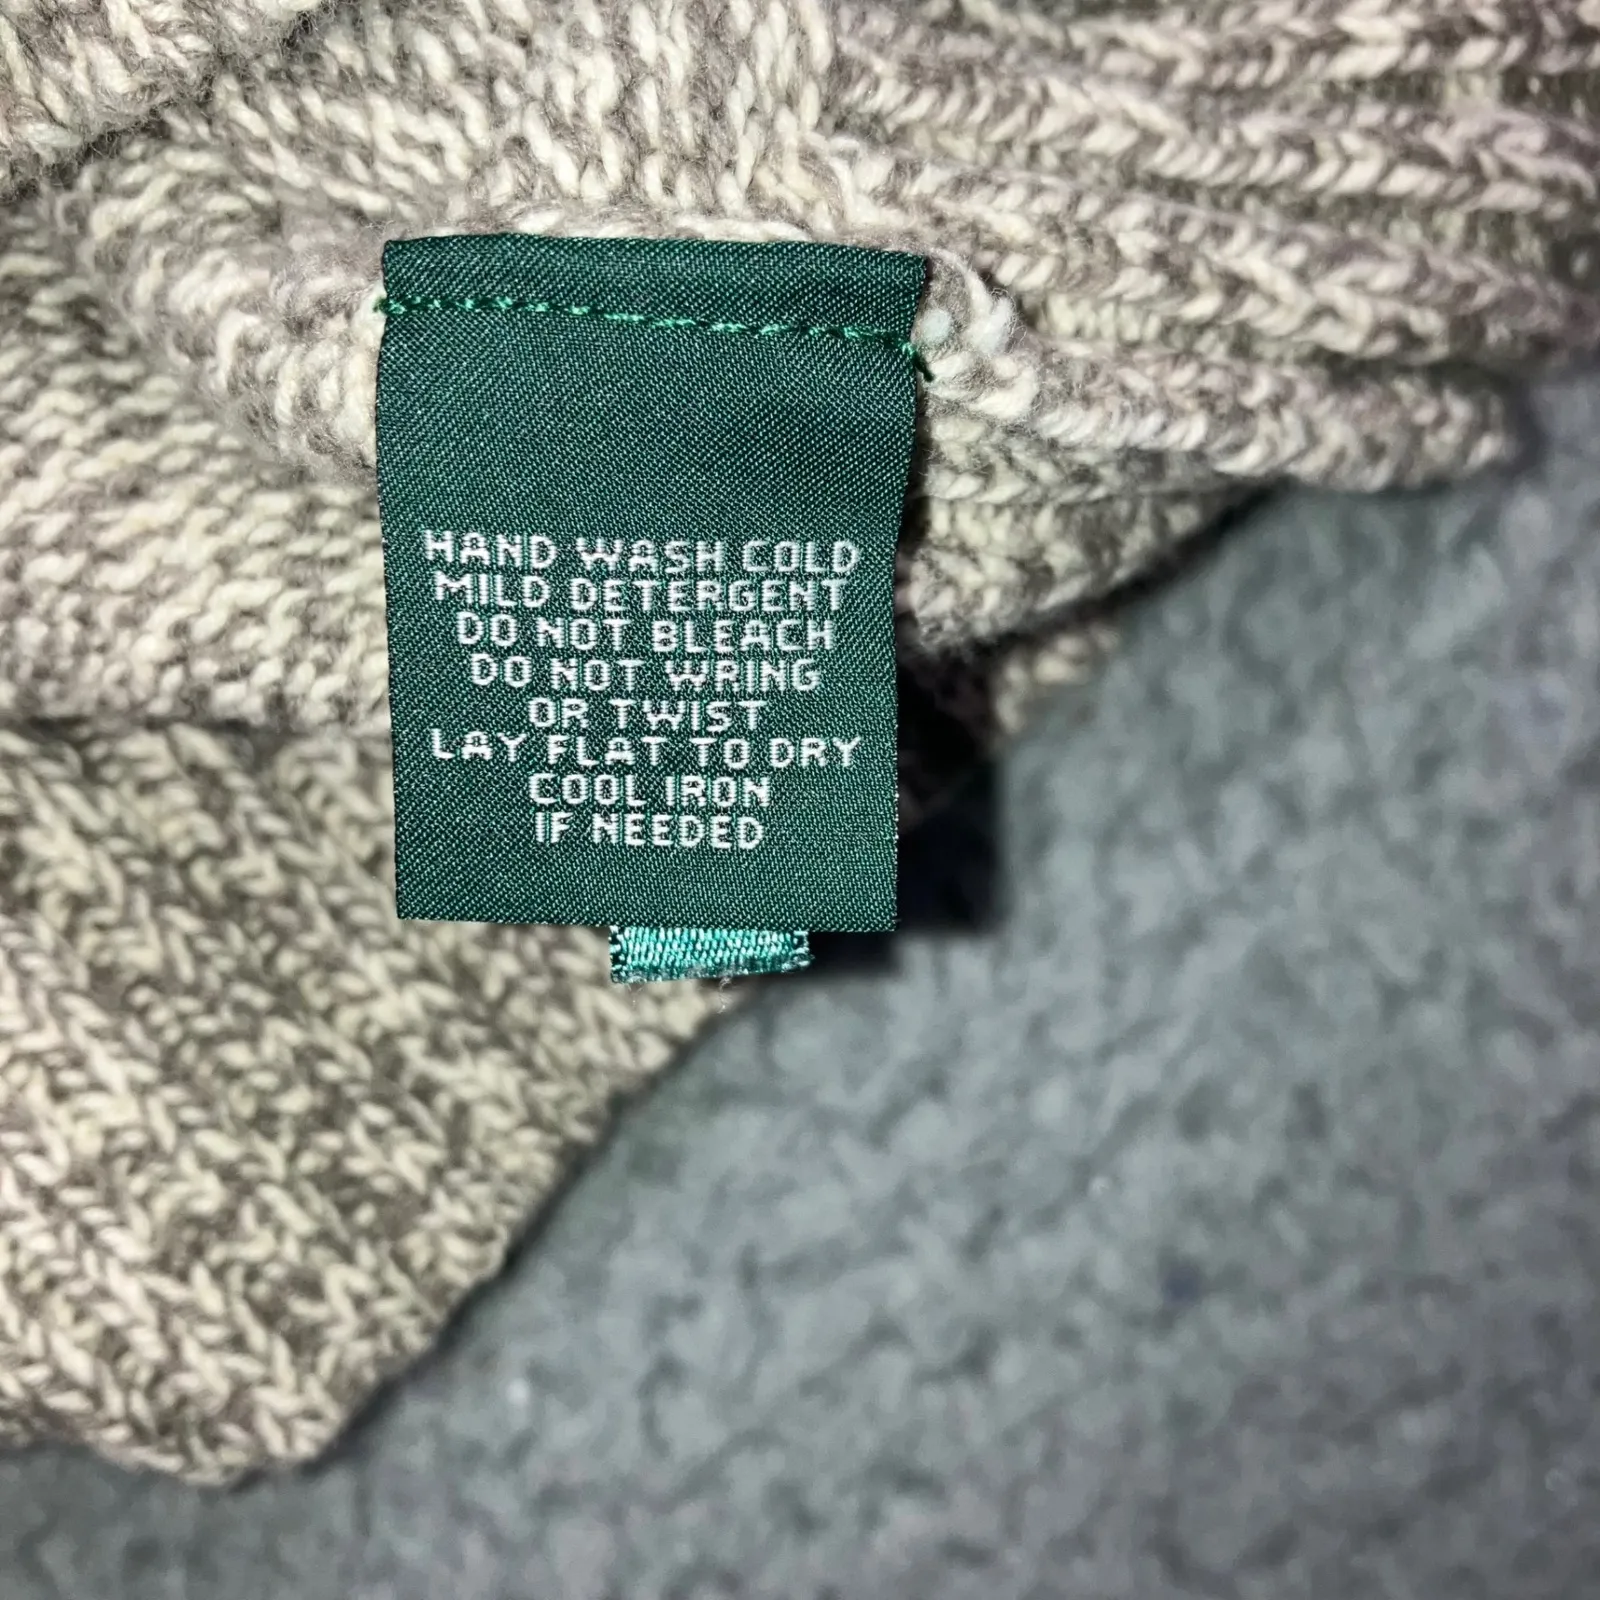 HAND WASH COLD
MILD DETERGENT
DO NOT BLEACH
DO NOT WRING
OR TWIST
LAY FLAT TO DRY
COOL IRON
IF NEEDED